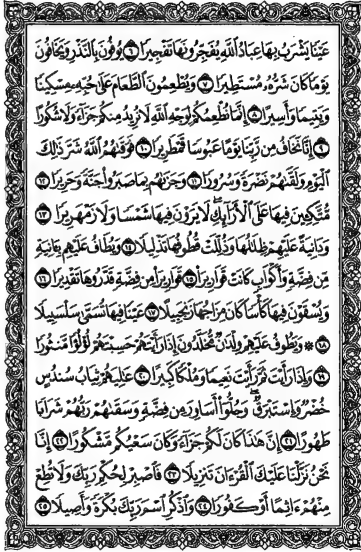 عَيْنًا يَشْرَبُ بِهَا عِبَادُ ٱللَّهِ يُفَجِّرُونَهَا تَفْجِيرًا ٦ يُوفُونَ بِٱلنَّذْرِ وَيَخَافُونَ
يَوْمًا كَانَ شَرُّهُۥ مُسْتَطِيرًا ٧ وَيُطْعِمُونَ ٱلطَّعَامَ عَلَىٰ حُبِّهِۦ مِسْكِينًا
وَيَتِيمًا وَأَسِيرًا ٨ إِنَّمَا نُطْعِمُكُمْ لِوَجْهِ ٱللَّهِ لَا نُرِيدُ مِنكُمْ جَزَآءً وَلَا شُكُورًا
٩ إِنَّا نَخَافُ مِن رَّبِّنَا يَوْمًا عَبُوسًا قَمْطَرِيرًا ١٠ فَوَقَىٰهُمُ ٱللَّهُ شَرَّ ذَٰلِكَ
ٱلْيَوْمِ وَلَقَّىٰهُمْ نَضْرَةً وَسُرُورًا ١١ وَجَزَىٰهُم بِمَا صَبَرُوا۟ جَنَّةً وَحَرِيرًا ١٢
مُّتَّكِـِٔينَ فِيهَا عَلَى ٱلْأَرَآئِكِ ۖ لَا يَرَوْنَ فِيهَا شَمْسًا وَلَا زَمْهَرِيرًا ١٣
وَدَانِيَةً عَلَيْهِمْ ظِلَٰلُهَا وَذُلِّلَتْ قُطُوفُهَا تَذْلِيلًا ١٤ وَيُطَافُ عَلَيْهِم بِـَٔانِيَةٍ
مِّن فِضَّةٍ وَأَكْوَابٍ كَانَتْ قَوَارِيرَا۠ ١٥ قَوَارِيرَا۟ مِن فِضَّةٍ قَدَّرُوهَا تَقْدِيرًا ١٦
وَيُسْقَوْنَ فِيهَا كَأْسًا كَانَ مِزَاجُهَا زَنجَبِيلًا ١٧ عَيْنًا فِيهَا تُسَمَّىٰ سَلْسَبِيلًا
١٨ ۞ وَيَطُوفُ عَلَيْهِمْ وِلْدَٰنٌ مُّخَلَّدُونَ إِذَا رَأَيْتَهُمْ حَسِبْتَهُمْ لُؤْلُؤًا مَّنثُورًا
١٩ وَإِذَا رَأَيْتَ ثَمَّ رَأَيْتَ نَعِيمًا وَمُلْكًا كَبِيرًا ٢٠ عَٰلِيَهُمْ ثِيَابُ سُندُسٍ
خُضْرٌ وَإِسْتَبْرَقٌ ۖ وَحُلُّوٓا۟ أَسَاوِرَ مِن فِضَّةٍ وَسَقَىٰهُمْ رَبُّهُمْ شَرَابًا
طَهُورًا ٢١ إِنَّ هَٰذَا كَانَ لَكُمْ جَزَآءً وَكَانَ سَعْيُكُم مَّشْكُورًا ٢٢ إِنَّا
نَحْنُ نَزَّلْنَا عَلَيْكَ ٱلْقُرْءَانَ تَنزِيلًا ٢٣ فَٱصْبِرْ لِحُكْمِ رَبِّكَ وَلَا تُطِعْ
مِنْهُمْ ءَاثِمًا أَوْ كَفُورًا ٢٤ وَٱذْكُرِ ٱسْمَ رَبِّكَ بُكْرَةً وَأَصِيلًا ٢٥